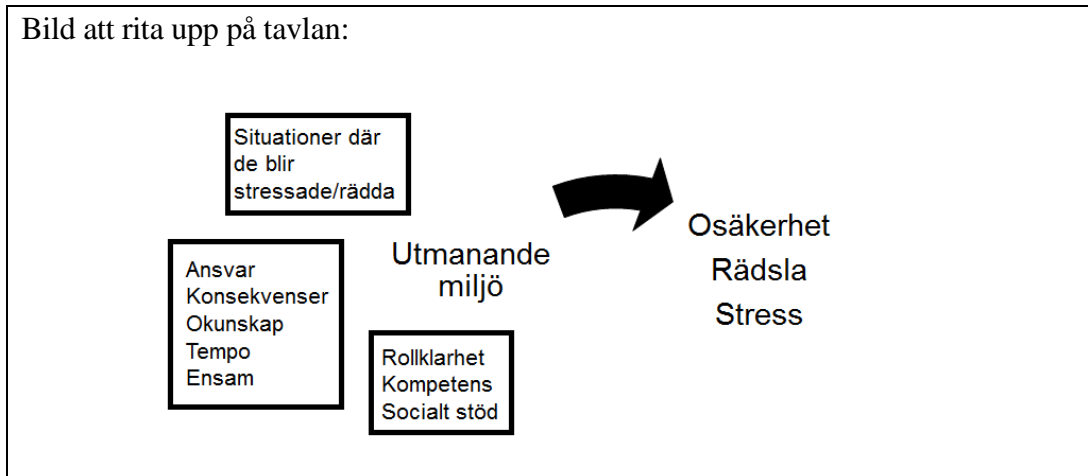 Bild att rita upp på tavlan:
Situationer där
de blir
stressade/rädda
Utmanande
miljö
Ansvar
Konsekvenser
Okunskap
Tempo
Ensam
Rollklarhet
Kompetens
Socialt stöd
Osäkerhet
Rädsla
Stress